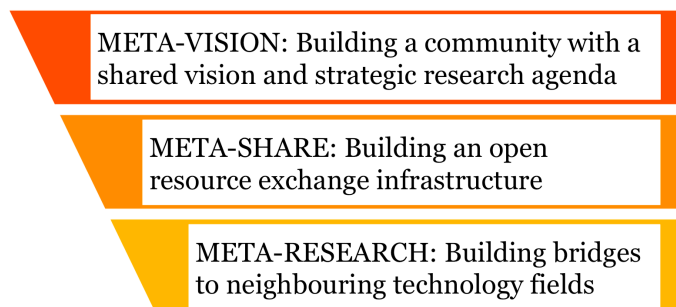 META-VISION: Building a community with a
shared vision and strategic research agenda
META-SHARE: Building an open
resource exchange infrastructure
META-RESEARCH: Building bridges
to neighbouring technology fields